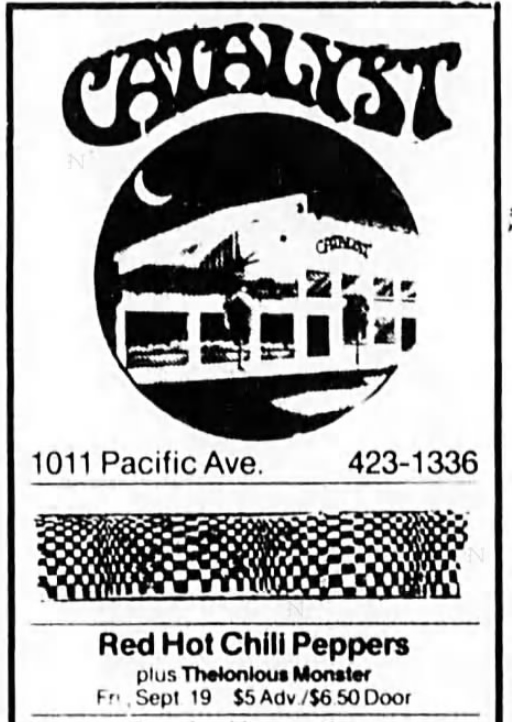 CATALYST
CATALYST
1011 Pacific Ave. 423-1336
Red Hot Chili Peppers
plus Thelonious Monster
Fri., Sept 19 $5 Adv./$6.50 Door